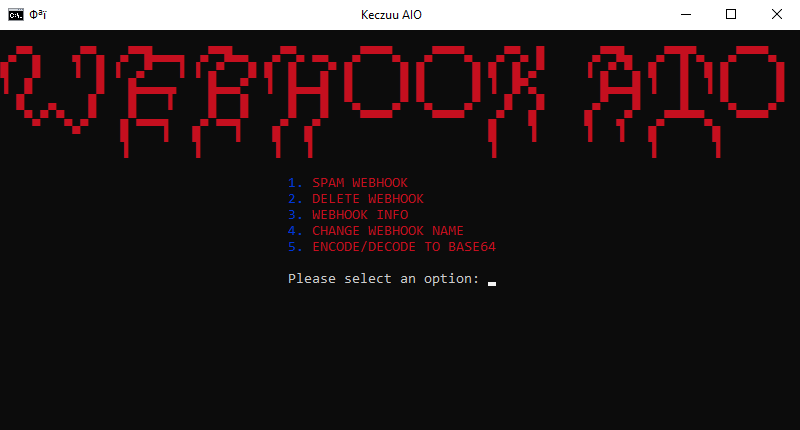 Фªï Keczuu AIO
WEBHOOK AIO
1. SPAM WEBHOOK
2. DELETE WEBHOOK
3. WEBHOOK INFO
4. CHANGE WEBHOOK NAME
5. ENCODE/DECODE TO BASE64
Please select an option: